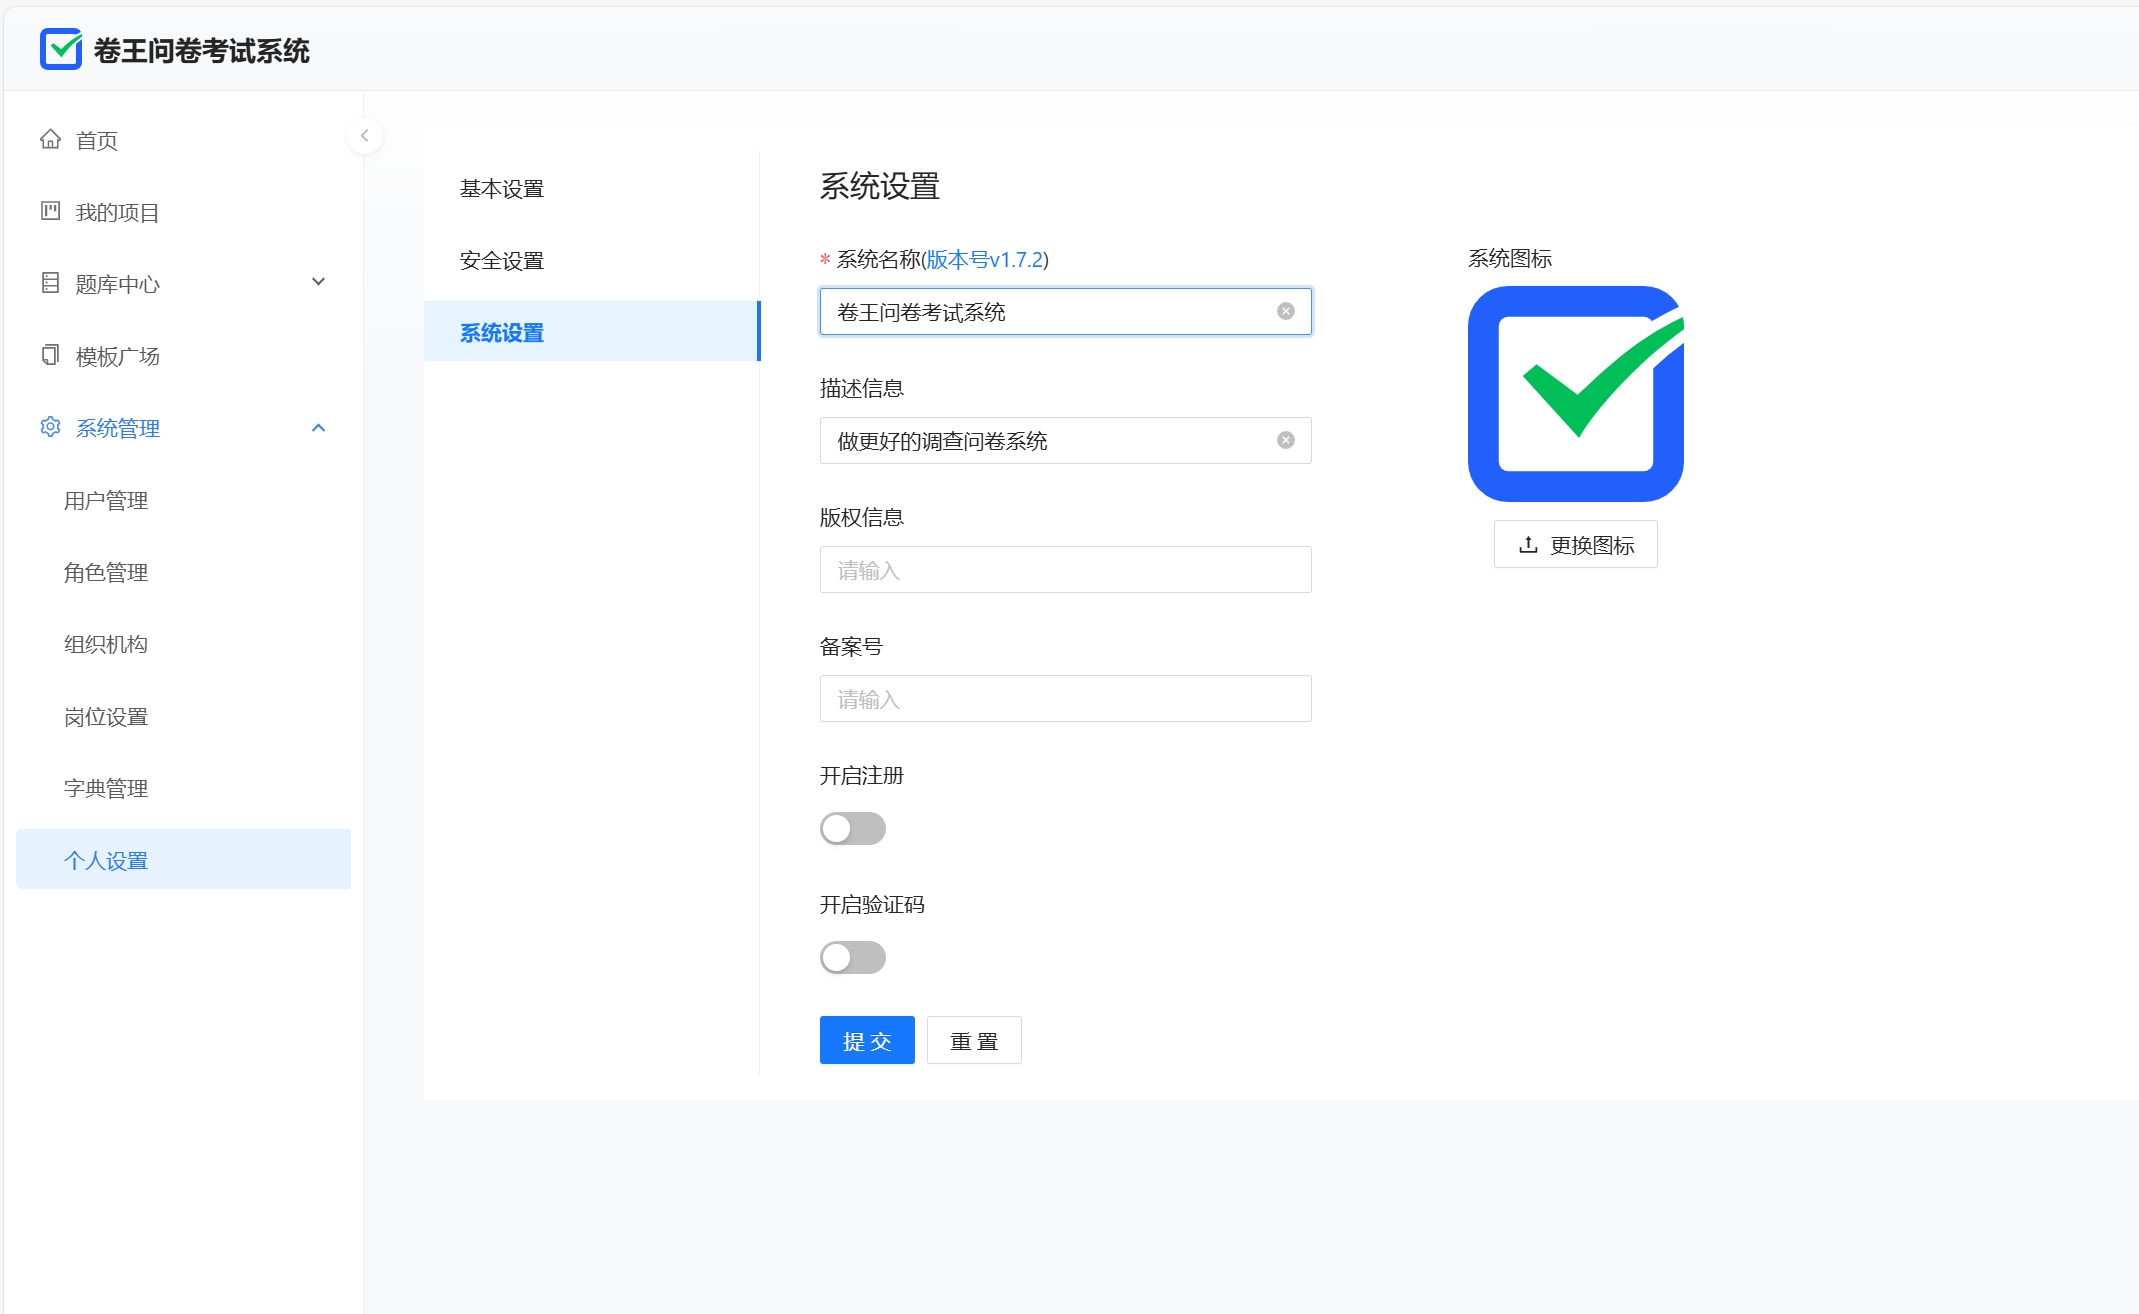 卷王问卷考试系统
首页
我的项目
题库中心
模板广场
系统管理
用户管理
角色管理
组织机构
岗位设置
字典管理
个人设置
基本设置
安全设置
系统设置
系统设置
* 系统名称(版本号v1.7.2)
卷王问卷考试系统
描述信息
做更好的调查问卷系统
版权信息
请输入
备案号
请输入
开启注册
开启验证码
提 交
重 置
系统图标
更换图标